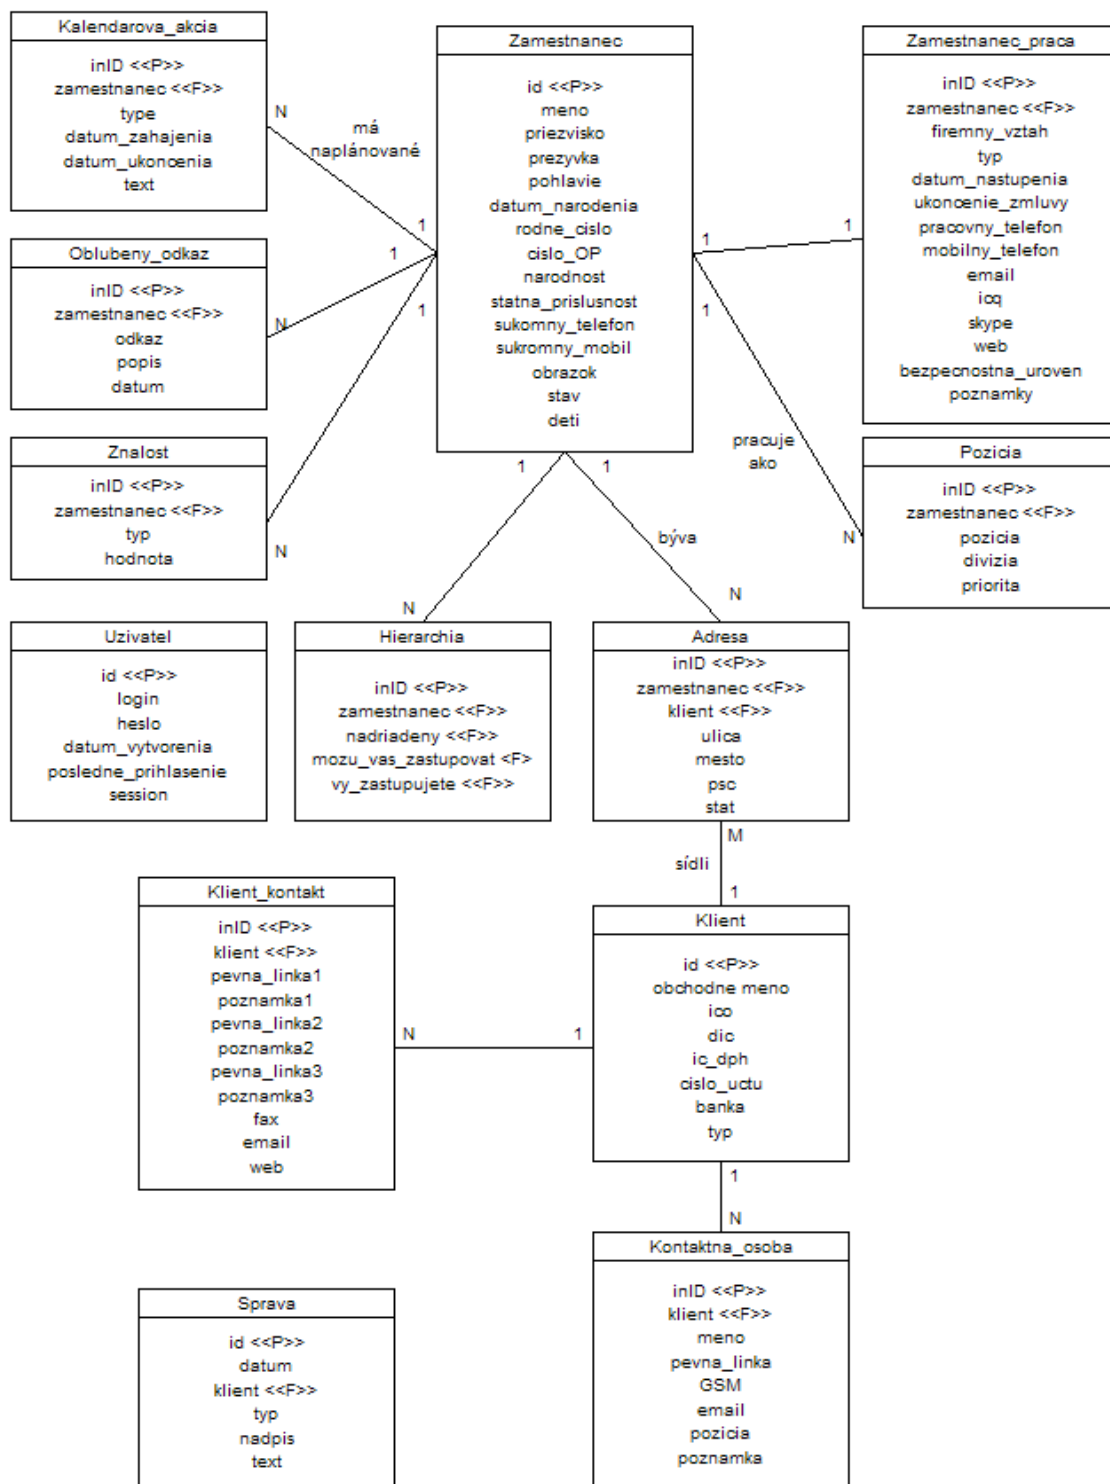 Kalendarova_akcia
inID <<P>>
zamestnanec <<F>>
type
datum_zahajenia
datum_ukoncenia
text
N
má
naplánované
1
Zamestnanec
id <<P>>
meno
priezvisko
prezyvka
pohlavie
datum_narodenia
rodne_cislo
cislo_OP
narodnost
statna_prislusnost
sukomny_telefon
sukromny_mobil
obrazok
stav
deti
Zamestnanec_praca
inID <<P>>
zamestnanec <<F>>
firemny_vztah
typ
datum_nastupenia
ukoncenie_zmluvy
pracovny_telefon
mobilny_telefon
email
icq
skype
web
bezpecnostna_uroven
poznamky
1
1
Oblubeny_odkaz
inID <<P>>
zamestnanec <<F>>
odkaz
popis
datum
1
N
1
1
Znalost
inID <<P>>
zamestnanec <<F>>
typ
hodnota
N
pracuje
ako
N
Pozicia
inID <<P>>
zamestnanec <<F>>
pozicia
divizia
priorita
1
1
býva
N
N
Uzivatel
id <<P>>
login
heslo
datum_vytvorenia
posledne_prihlasenie
session
Hierarchia
inID <<P>>
zamestnanec <<F>>
nadriadeny <<F>>
mozu_vas_zastupovat <F>
vy_zastupujete <<F>>
Adresa
inID <<P>>
zamestnanec <<F>>
klient <<F>>
ulica
mesto
psc
stat
M
sídli
1
Klient_kontakt
inID <<P>>
klient <<F>>
pevna_linka1
poznamka1
pevna_linka2
poznamka2
pevna_linka3
poznamka3
fax
email
web
N
1
Klient
id <<P>>
obchodne meno
ico
dic
ic_dph
cislo_uctu
banka
typ
1
N
Kontaktna_osoba
inID <<P>>
klient <<F>>
meno
pevna_linka
GSM
email
pozicia
poznamka
Sprava
id <<P>>
datum
klient <<F>>
typ
nadpis
text